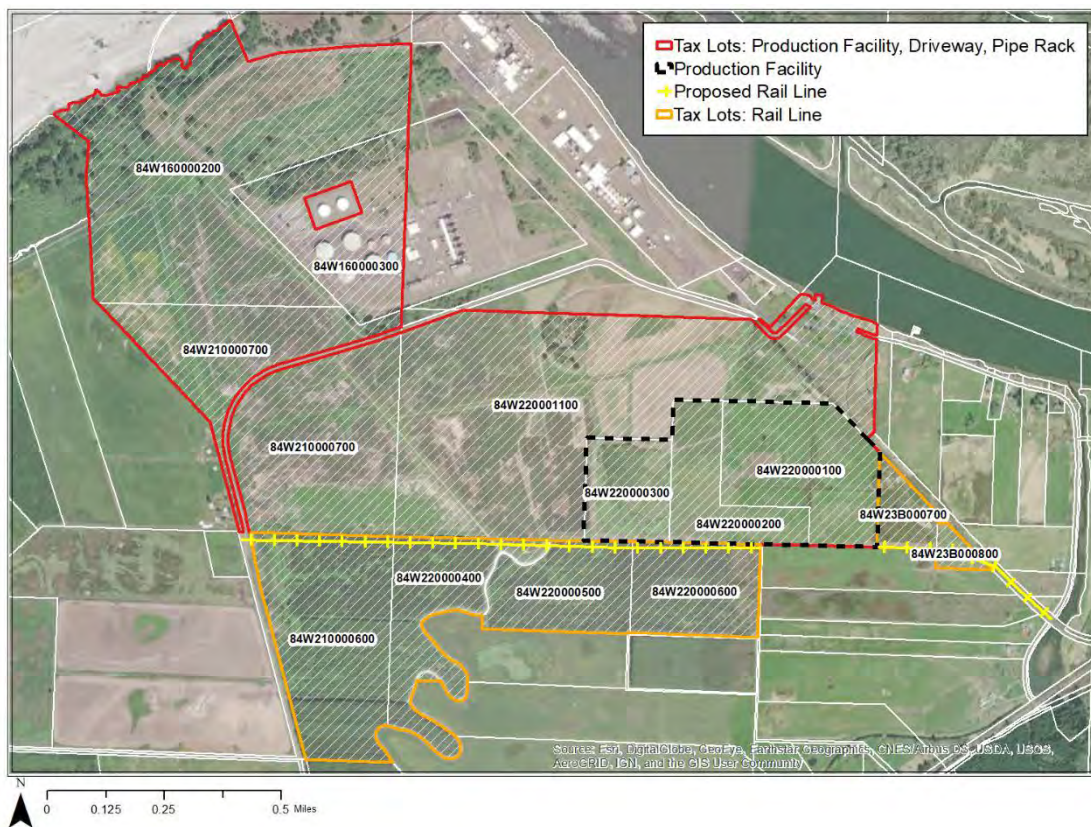 Tax Lots: Production Facility, Driveway, Pipe Rack
Production Facility
Proposed Rail Line
Tax Lots: Rail Line
84W160000200
84W160000300
84W210000700
84W220001100
84W210000700
84W220000100
84W220000300
84W23B000700
84W220000200
84W23B000800
84W220000400
84W220000500
84W220000600
84W210000600
Source: Esri, DigitalGlobe, GeoEye, Earthstar Geographics, CNES/Airbus DS, USDA, USGS,
AeroGRID, IGN, and the GIS User Community
N
0 0.125 0.25 0.5 Miles